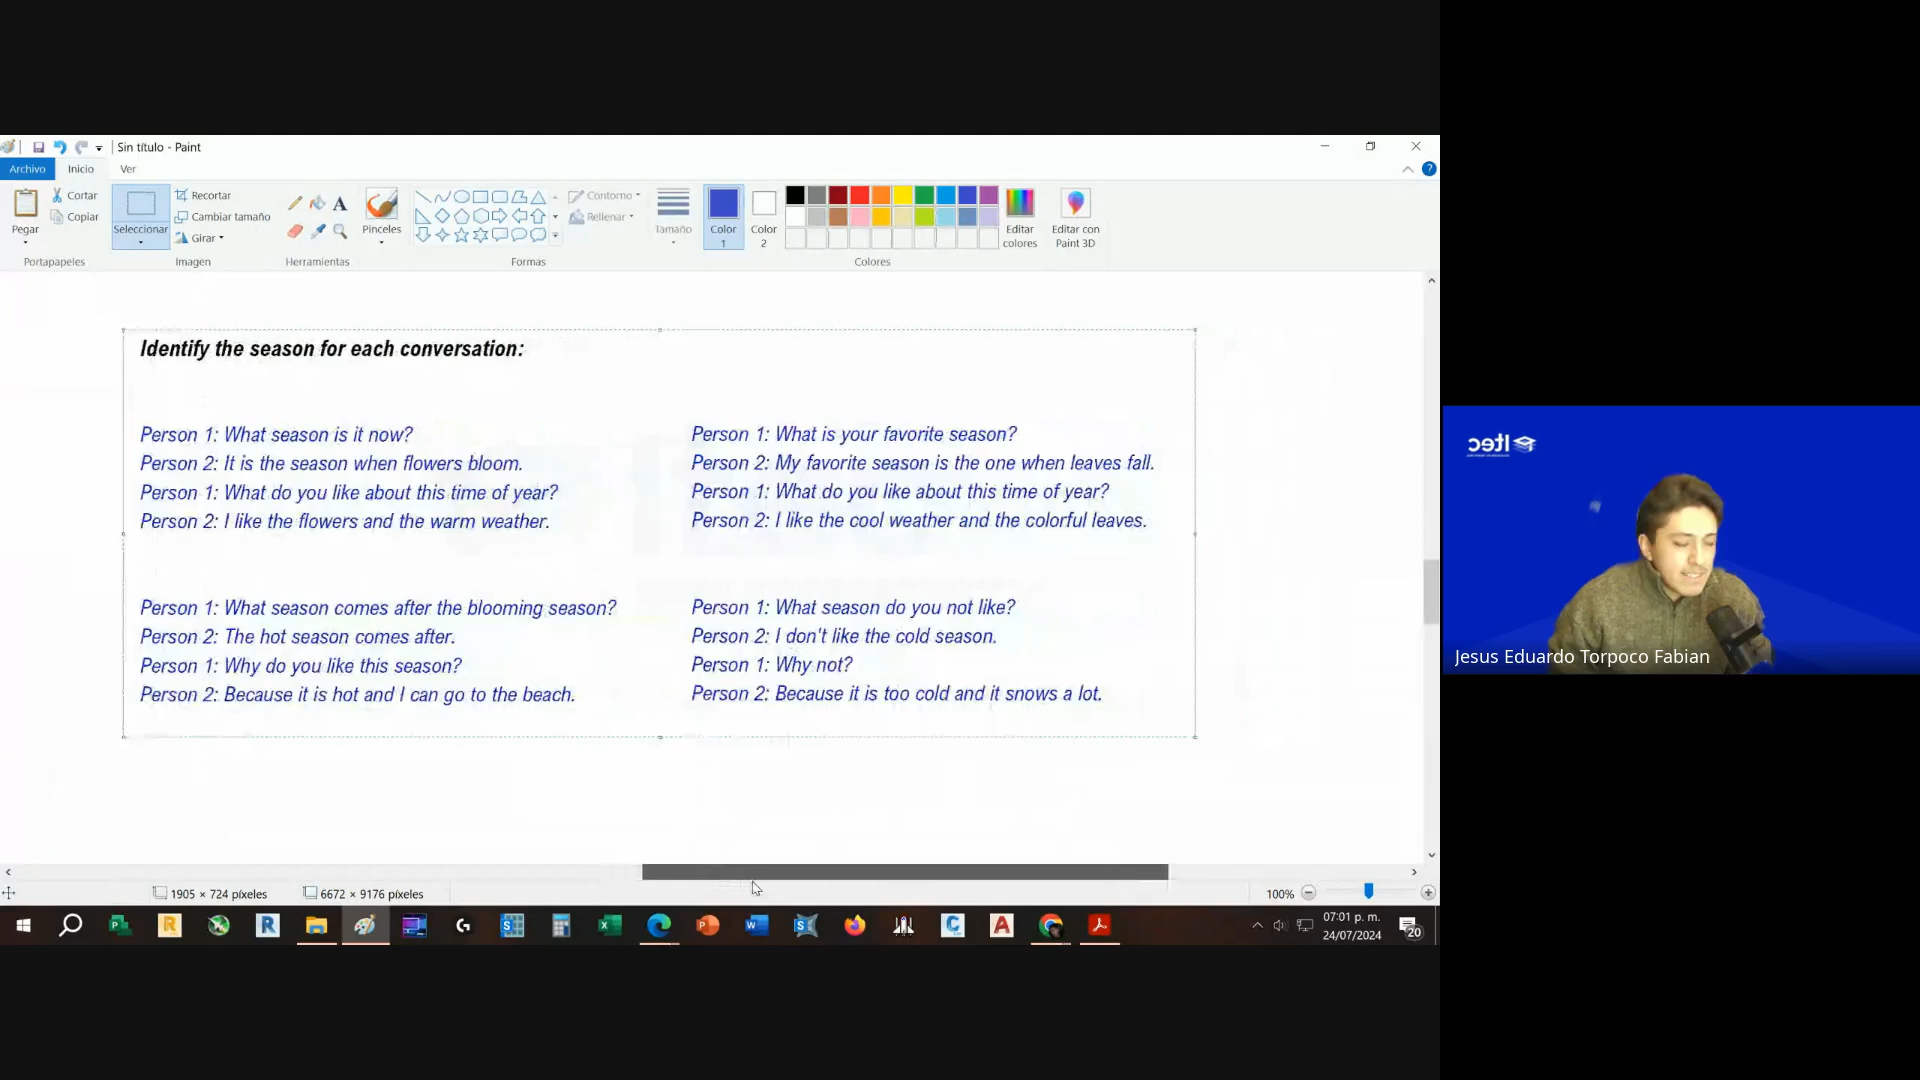 Sin título - Paint
Archivo
Inicio
Ver
Pegar
Cortar
Copiar
Portapapeles
Seleccionar
Recortar
Cambiar tamaño
Girar
Imagen
A
Herramientas
Pinceles
Contorno
Rellenar
Formas
Tamaño
Color
1
Color
2
Colores
Editar
colores
Editar con
Paint 3D
Identify the season for each conversation:
Person 1: What season is it now?
Person 2: It is the season when flowers bloom.
Person 1: What do you like about this time of year?
Person 2: I like the flowers and the warm weather.
Person 1: What is your favorite season?
Person 2: My favorite season is the one when leaves fall.
Person 1: What do you like about this time of year?
Person 2: I like the cool weather and the colorful leaves.
Person 1: What season comes after the blooming season?
Person 2: The hot season comes after.
Person 1: Why do you like this season?
Person 2: Because it is hot and I can go to the beach.
Person 1: What season do you not like?
Person 2: I don't like the cold season.
Person 1: Why not?
Person 2: Because it is too cold and it snows a lot.
1905 × 724 píxeles
6672 × 9176 píxeles
100%
07:01 p. m.
24/07/2024
20
Itec
Jesus Eduardo Torpoco Fabian